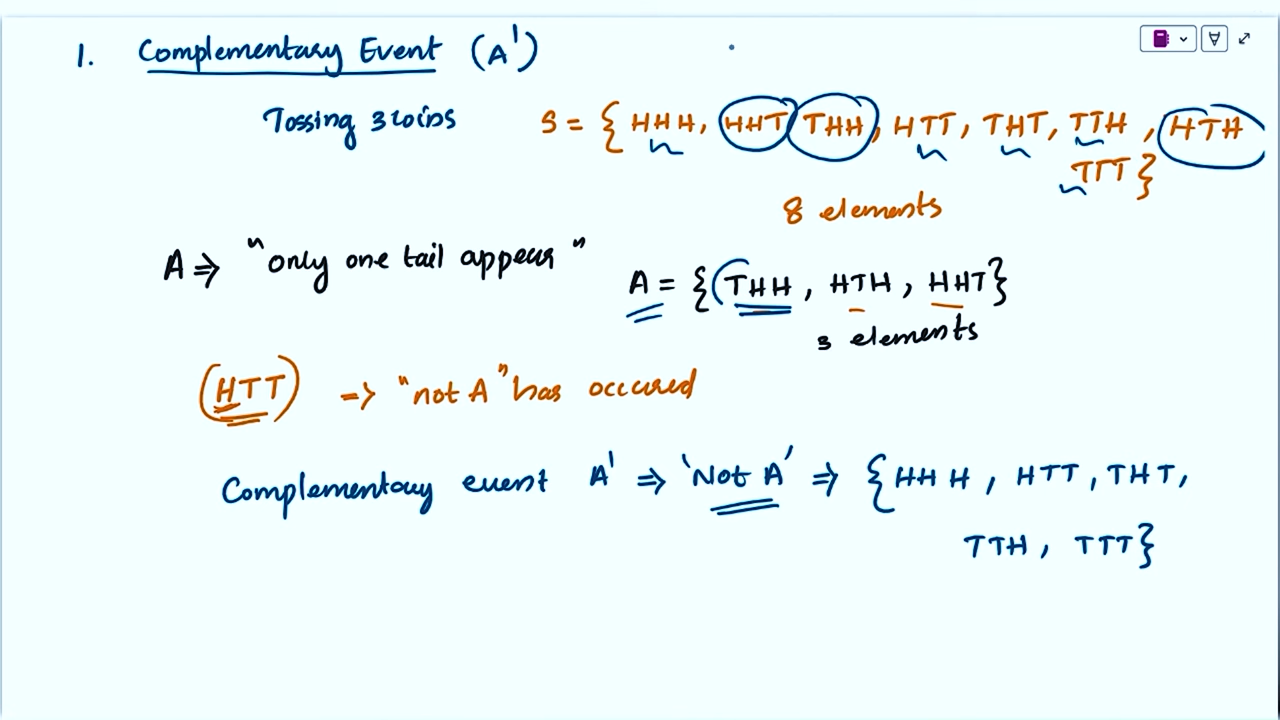 1. Complementary Event (A')
Tossing 3 coins S = { HHH, HHT THH, HTT, THT, TTH, HTH
TTT }
8 elements
A ⇒ "only one tail appear"
A = { THH, HTH, HHT }
3 elements
(HTT) => "not A" has occured
Complementary event A' ⇒ 'Not A' ⇒ { HHH, HTT, THT,
TTH, TTT }